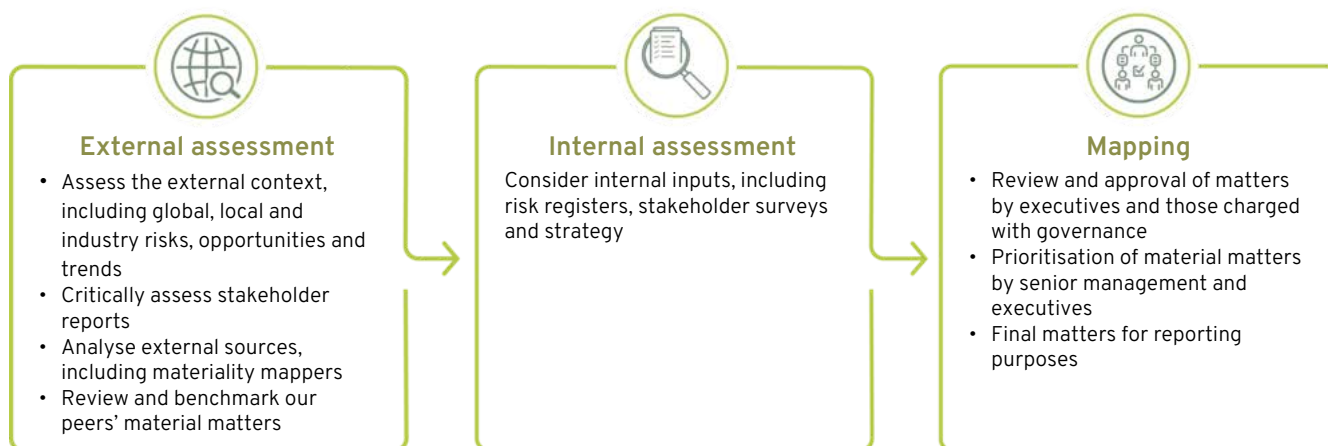 External assessment
• Assess the external context,
including global, local and
industry risks, opportunities and
trends
• Critically assess stakeholder
reports
• Analyse external sources,
including materiality mappers
• Review and benchmark our
peers’ material matters
Internal assessment
Consider internal inputs, including
risk registers, stakeholder surveys
and strategy
Mapping
• Review and approval of matters
by executives and those charged
with governance
• Prioritisation of material matters
by senior management and
executives
• Final matters for reporting
purposes